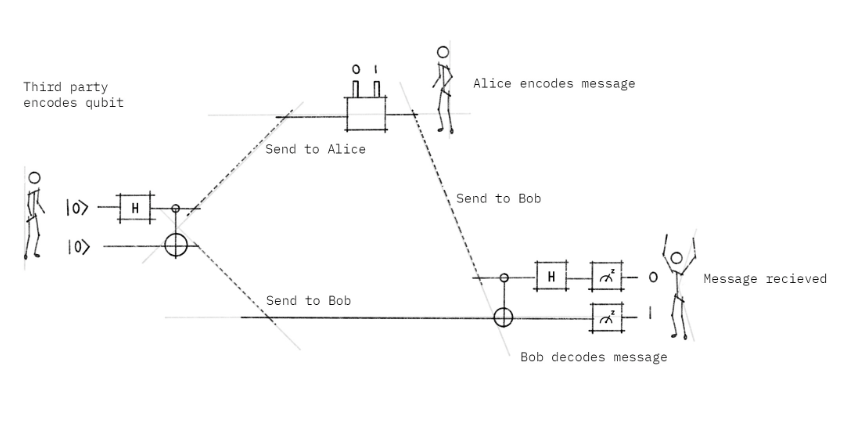 Third party
encodes qubit
0 1
Alice encodes message
Send to Alice
|0⟩ H
|0⟩
Send to Bob
H z 0
Message recieved
Send to Bob
z 1
Bob decodes message